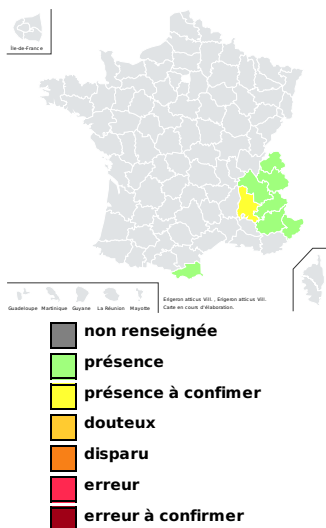 Île-de-France
Guadeloupe Martinique Guyane La Réunion Mayotte
Erigeron atticus Vill. , Erigeron atticus Vill.
Carte en cours d'élaboration.
non renseignée
présence
présence à confimer
douteux
disparu
erreur
erreur à confirmer